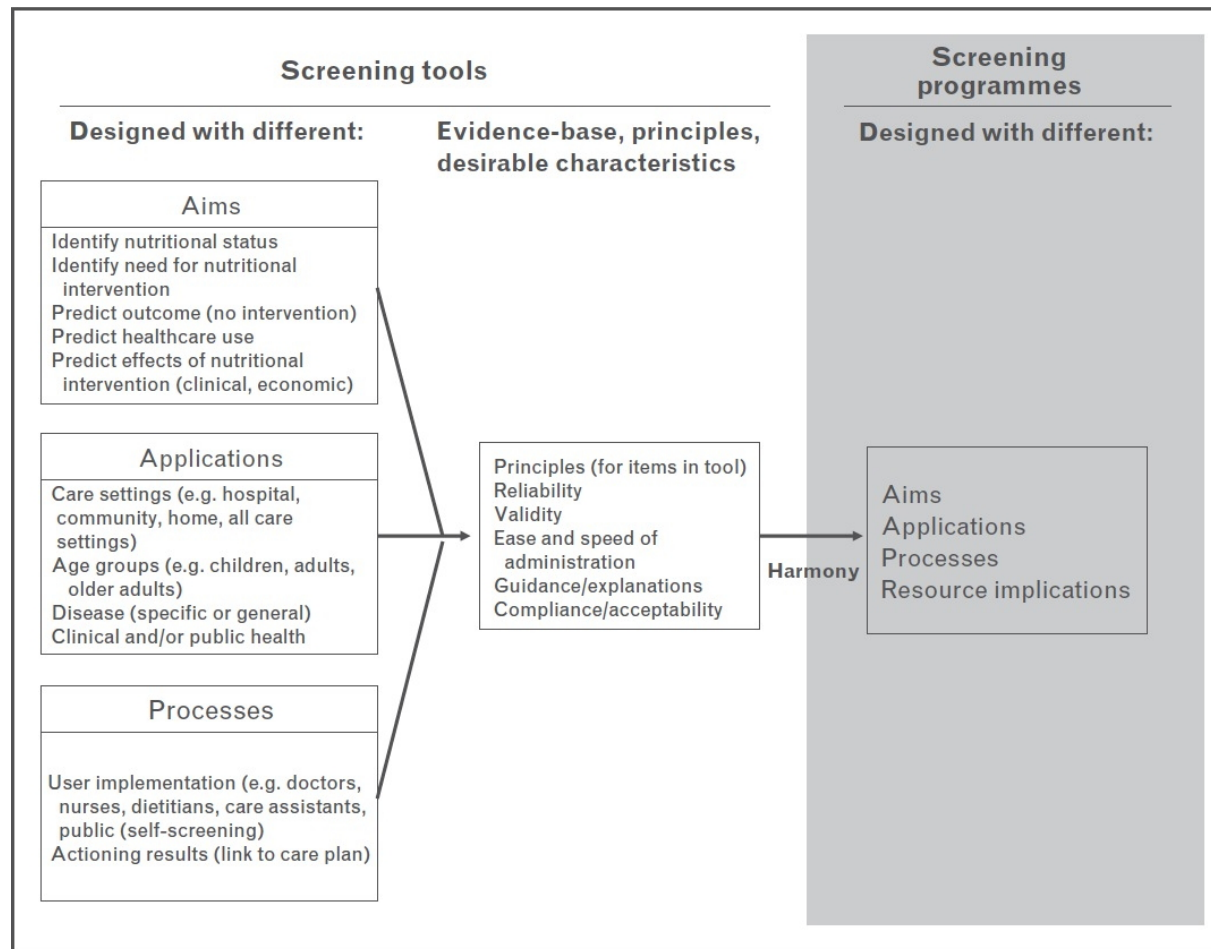 Screening tools
Designed with different:
Evidence-base, principles,
desirable characteristics
Aims
Identify nutritional status
Identify need for nutritional
intervention
Predict outcome (no intervention)
Predict healthcare use
Predict effects of nutritional
intervention (clinical, economic)
Applications
Care settings (e.g. hospital,
community, home, all care
settings)
Age groups (e.g. children, adults,
older adults)
Disease (specific or general)
Clinical and/or public health
Processes
User implementation (e.g. doctors,
nurses, dietitians, care assistants,
public (self-screening)
Actioning results (link to care plan)
Principles (for items in tool)
Reliability
Validity
Ease and speed of
administration
Guidance/explanations
Compliance/acceptability
Harmony
Screening
programmes
Designed with different:
Aims
Applications
Processes
Resource implications